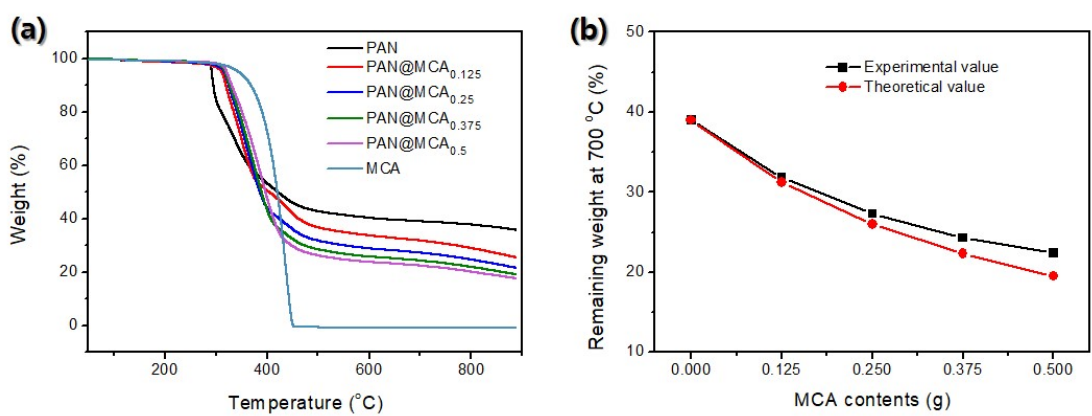 (a)
100
80
60
40
20
0
Weight (%)
200
400
600
800
Temperature (°C)
PAN
PAN@MCA0.125
PAN@MCA0.25
PAN@MCA0.375
PAN@MCA0.5
MCA
(b)
50
40
30
20
10
Remaining weight at 700 °C (%)
0.000
0.125
0.250
0.375
0.500
MCA contents (g)
Experimental value
Theoretical value